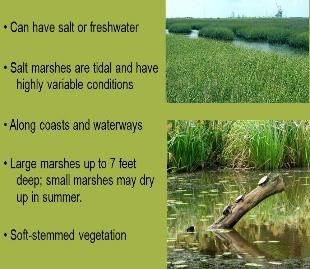 • Can have salt or freshwater
• Salt marshes are tidal and have
highly variable conditions
• Along coasts and waterways
• Large marshes up to 7 feet
deep; small marshes may dry
up in summer.
• Soft-stemmed vegetation